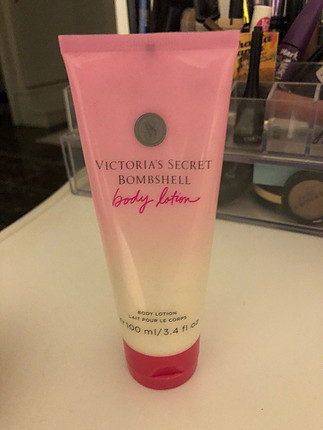 VICTORIA'S SECRET
BOMBSHELL
body lotion
BODY LOTION
LAIT POUR LE CORPS
100 ml/3.4 fl oz